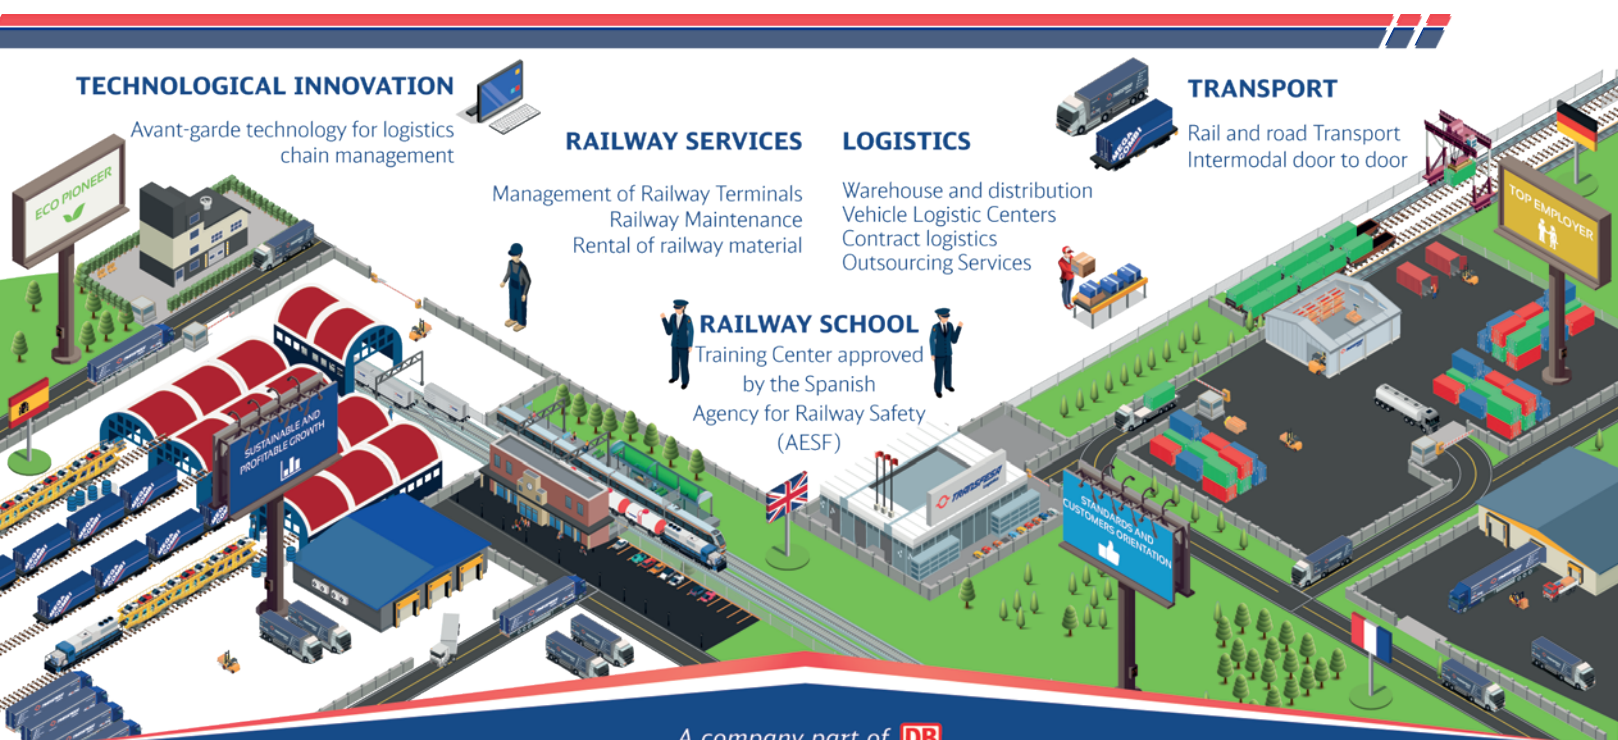 TECHNOLOGICAL INNOVATION
Avant-garde technology for logistics
chain management
RAILWAY SERVICES
Management of Railway Terminals
Railway Maintenance
Rental of railway material
LOGISTICS
Warehouse and distribution
Vehicle Logistic Centers
Contract logistics
Outsourcing Services
TRANSPORT
Rail and road Transport
Intermodal door to door
RAILWAY SCHOOL
Training Center approved
by the Spanish
Agency for Railway Safety
(AESF)
ECO PIONEER
TOP EMPLOYER
SUSTAINABLE AND
PROFITABLE GROWTH
STANDARDS AND
CUSTOMERS ORIENTATION
TRANSFESA
MEGA
COMBI
A company part of DB